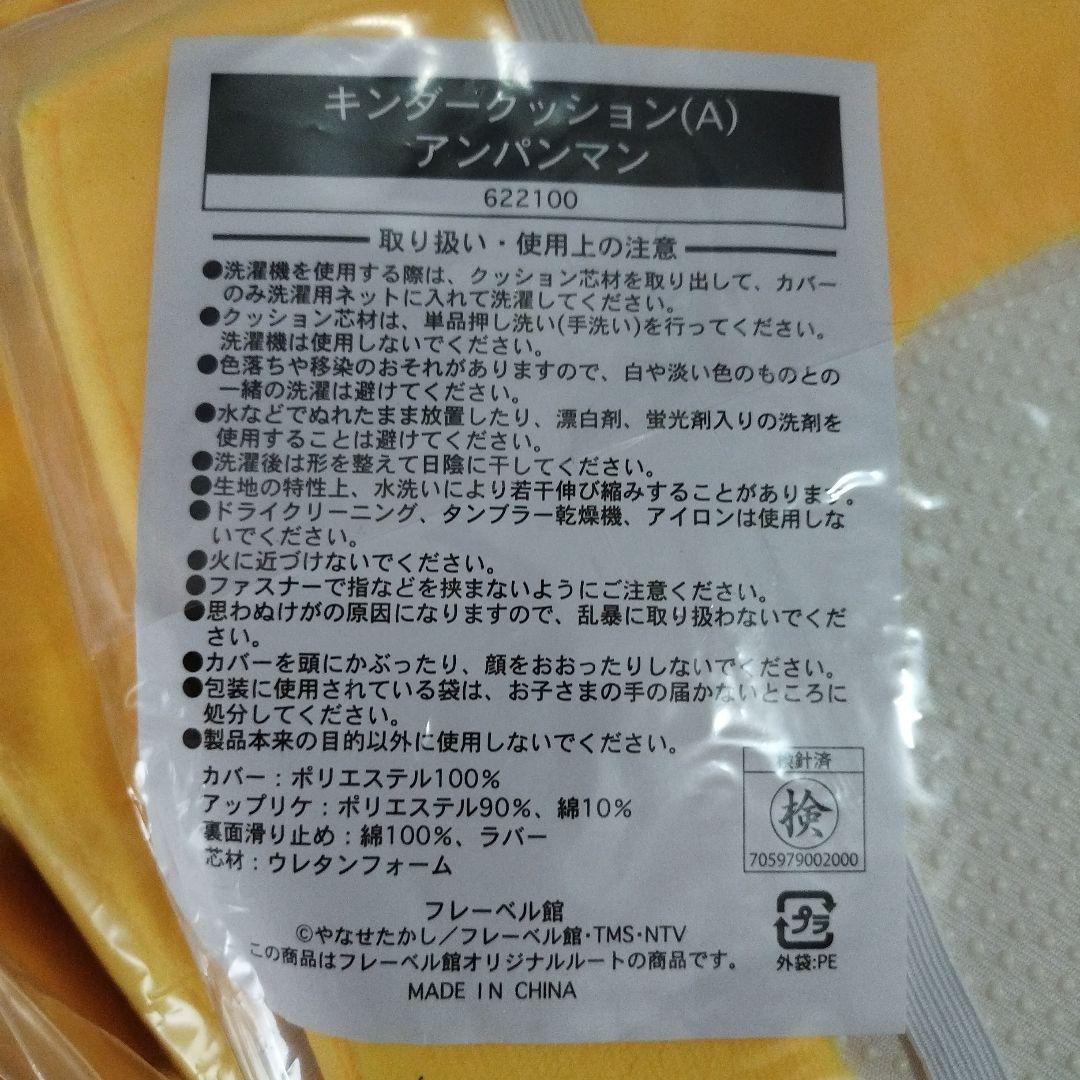 キンダークッション(A)
アンパンマン
622100
取り扱い・使用上の注意
●洗濯機を使用する際は、クッション芯材を取り出して、カバー
のみ洗濯用ネットに入れて洗濯してください。
●クッション芯材は、単品押し洗い(手洗い)を行ってください。
洗濯機は使用しないでください。
●色落ちや移染のおそれがありますので、白や淡い色のものとの
一緒の洗濯は避けてください。
●水などでぬれたまま放置したり、漂白剤、蛍光剤入りの洗剤を
使用することは避けてください。
●洗濯後は形を整えて日陰に干してください。
●生地の特性上、水洗いにより若干伸び縮みすることがあります。
●ドライクリーニング、タンブラー乾燥機、アイロンは使用しな
いでください。
●火に近づけないでください。
●ファスナーで指などを挟まないようにご注意ください。
●思わぬけがの原因になりますので、乱暴に取り扱わないでくだ
さい。
●カバーを頭にかぶったり、顔をおおったりしないでください。
●包装に使用されている袋は、お子さまの手の届かないところに
処分してください。
●製品本来の目的以外に使用しないでください。
カバー：ポリエステル100%
アップリケ：ポリエステル90%、綿10%
裏面滑り止め：綿100%、ラバー
芯材：ウレタンフォーム
検針済
検
705979002000
フレーベル館
©やなせたかし／フレーベル館・TMS・NTV
この商品はフレーベル館オリジナルルートの商品です。
MADE IN CHINA
プラ
外袋:PE